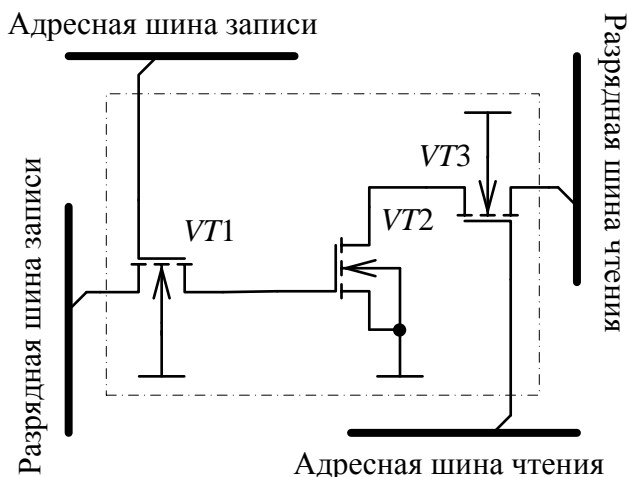 Адресная шина записи
Разрядная шина чтения
VT3
VT2
VT1
Разрядная шина записи
Адресная шина чтения